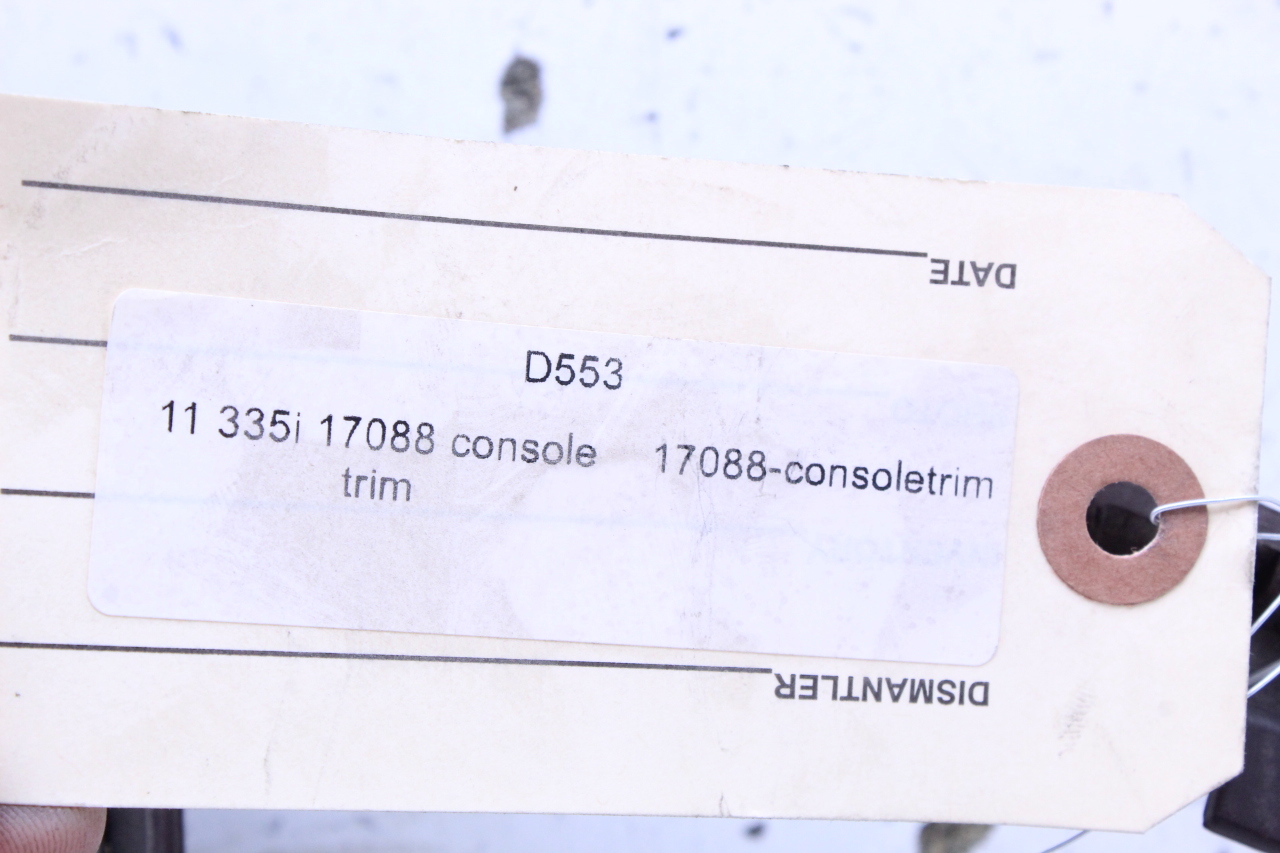 DATE
D553
11 335i 17088 console
trim
17088-consoletrim
DISMANTLER